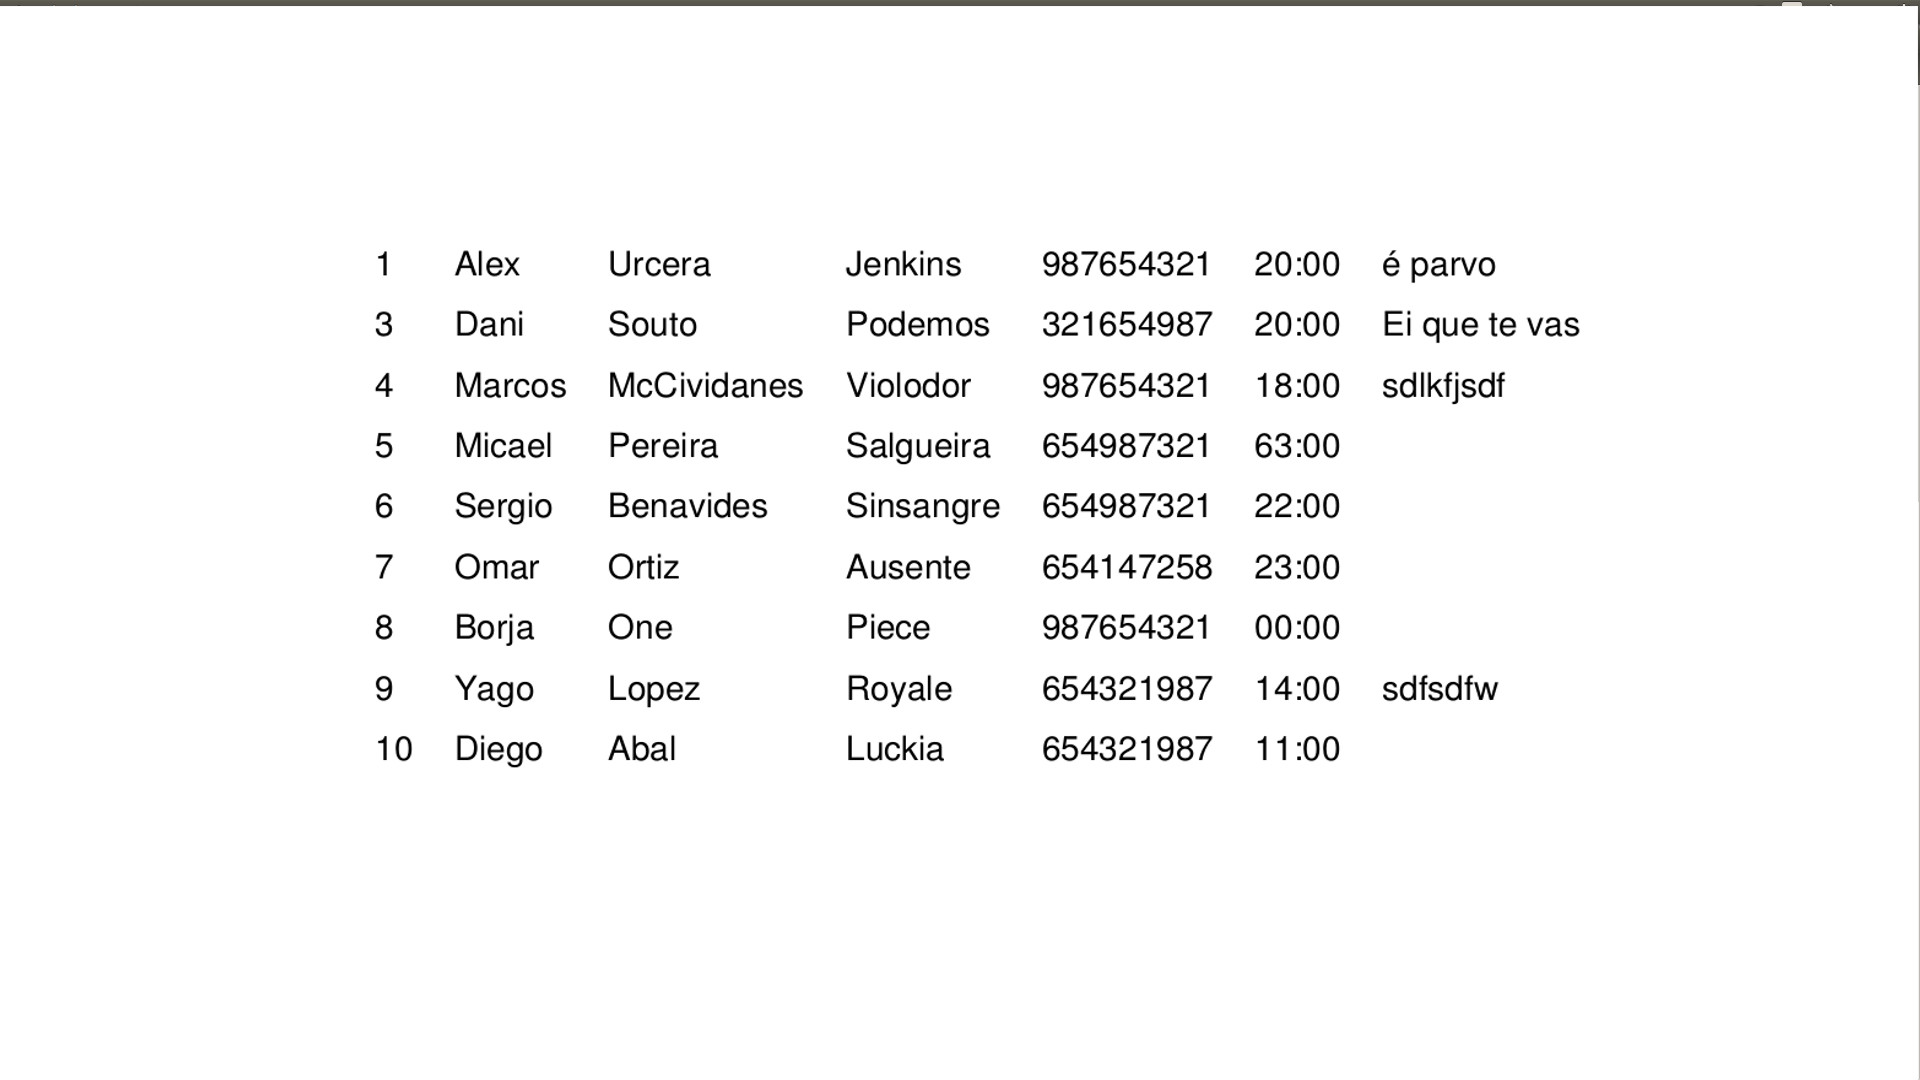 1 Alex Urcera Jenkins 987654321 20:00 é parvo
3 Dani Souto Podemos 321654987 20:00 Ei que te vas
4 Marcos McCividanes Violodor 987654321 18:00 sdlkfjsdf
5 Micael Pereira Salgueira 654987321 63:00
6 Sergio Benavides Sinsangre 654987321 22:00
7 Omar Ortiz Ausente 654147258 23:00
8 Borja One Piece 987654321 00:00
9 Yago Lopez Royale 654321987 14:00 sdfsdfw
10 Diego Abal Luckia 654321987 11:00